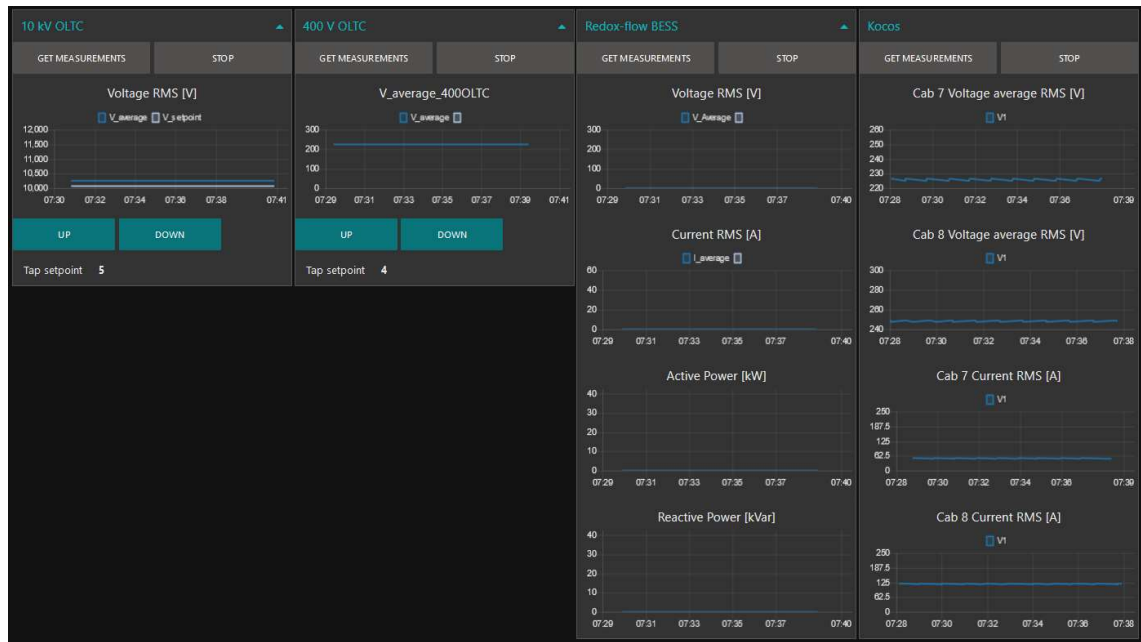 10 kV OLTC
GET MEASUREMENTS STOP
Voltage RMS [V]
V_average V_setpoint
12,000
11,500
11,000
10,500
10,000
07:30 07:32 07:34 07:36 07:38 07:41
UP DOWN
Tap setpoint 5
400 V OLTC
GET MEASUREMENTS STOP
V_average_400OLTC
V_average
300
200
100
0
07:29 07:31 07:33 07:35 07:37 07:39 07:41
UP DOWN
Tap setpoint 4
Redox-flow BESS
GET MEASUREMENTS STOP
Voltage RMS [V]
V_Average
300
200
100
0
07:29 07:31 07:33 07:35 07:37 07:40
Current RMS [A]
I_average
60
40
20
0
07:29 07:31 07:33 07:35 07:37 07:40
Active Power [kW]
40
30
20
10
0
07:29 07:31 07:33 07:35 07:37 07:40
Reactive Power [kVar]
40
30
20
10
0
07:29 07:31 07:33 07:35 07:37 07:40
Kocos
GET MEASUREMENTS STOP
Cab 7 Voltage average RMS [V]
V1
260
250
240
230
220
07:28 07:30 07:32 07:34 07:36 07:39
Cab 8 Voltage average RMS [V]
V1
300
280
260
240
07:28 07:30 07:32 07:34 07:36 07:38
Cab 7 Current RMS [A]
V1
250
187.5
125
62.5
0
07:28 07:30 07:32 07:34 07:36 07:39
Cab 8 Current RMS [A]
V1
250
187.5
125
62.5
0
07:28 07:30 07:32 07:34 07:36 07:38